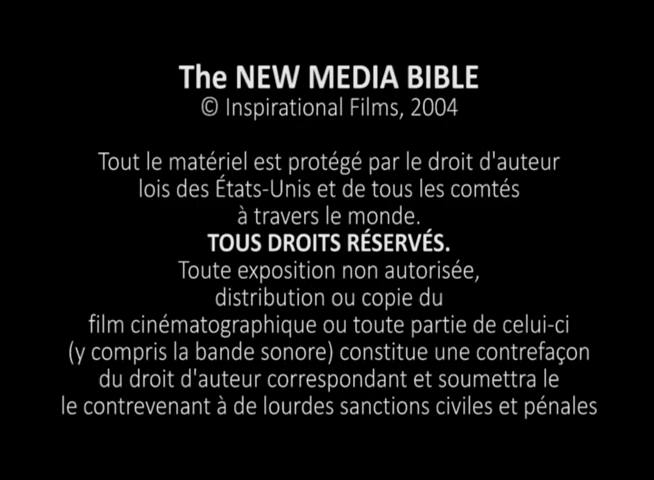 The NEW MEDIA BIBLE
© Inspirational Films, 2004
Tout le matériel est protégé par le droit d'auteur
lois des États-Unis et de tous les comtés
à travers le monde.
TOUS DROITS RÉSERVÉS.
Toute exposition non autorisée,
distribution ou copie du
film cinématographique ou toute partie de celui-ci
(y compris la bande sonore) constitue une contrefaçon
du droit d'auteur correspondant et soumettra le
le contrevenant à de lourdes sanctions civiles et pénales